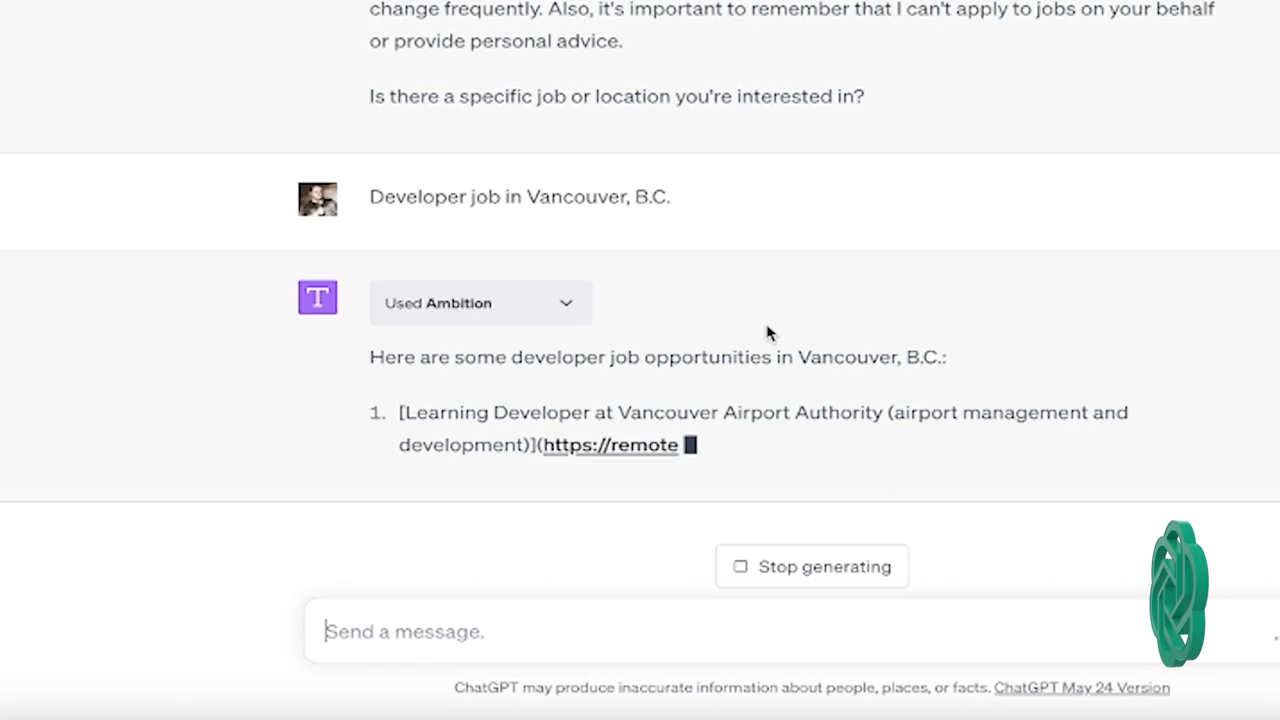 change frequently. Also, it's important to remember that I can't apply to jobs on your behalf
or provide personal advice.
Is there a specific job or location you're interested in?
Developer job in Vancouver, B.C.
T
Used Ambition
Here are some developer job opportunities in Vancouver, B.C.:
1. [Learning Developer at Vancouver Airport Authority (airport management and
development)](https://remote
Stop generating
Send a message.
ChatGPT may produce inaccurate information about people, places, or facts. ChatGPT May 24 Version